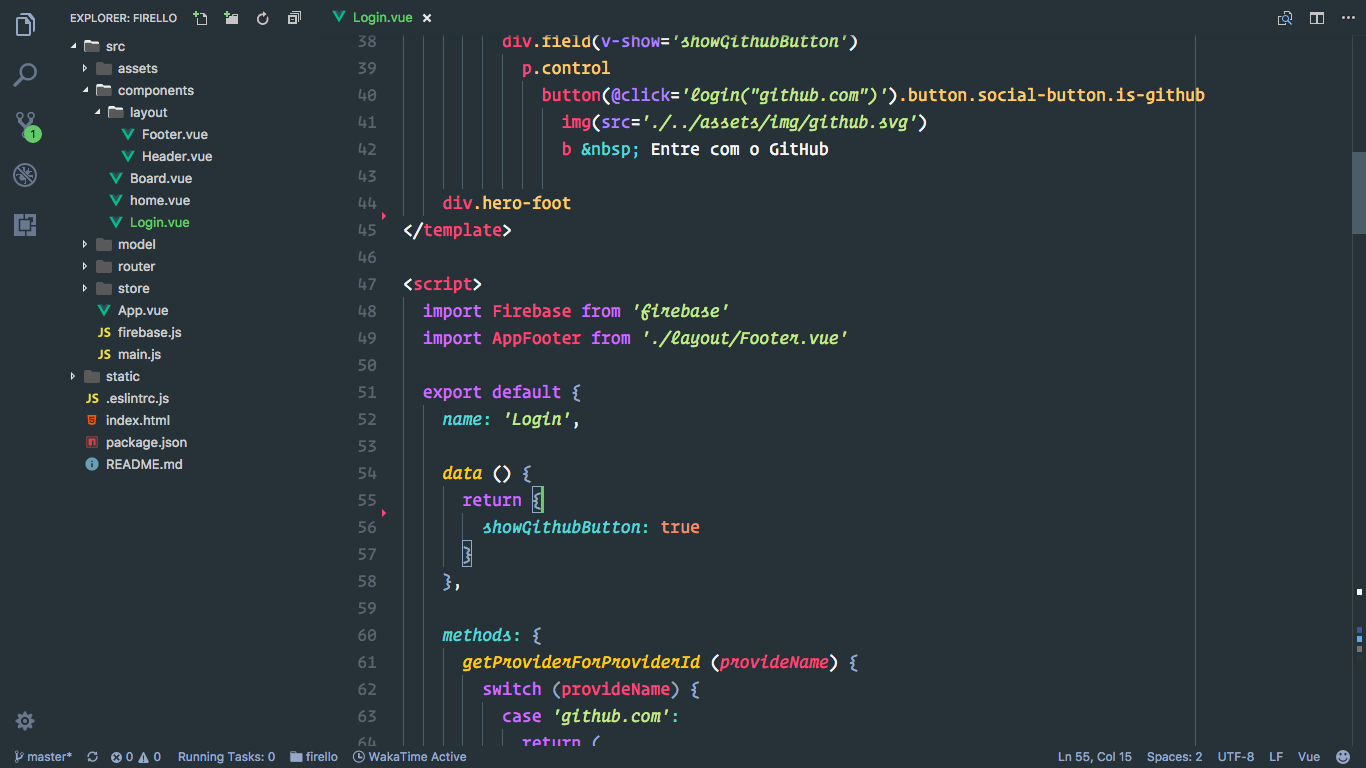 EXPLORER: FIRELLO
src
assets
components
layout
Footer.vue
Header.vue
Board.vue
home.vue
Login.vue
model
router
store
App.vue
JS firebase.js
JS main.js
static
JS .eslintrc.js
index.html
package.json
README.md
1
Login.vue ×
38 div.field(v-show='showGithubButton')
39 p.control
40 button(@click='login("github.com")').button.social-button.is-github
41 img(src='./../assets/img/github.svg')
42 b &nbsp; Entre com o GitHub
43
44 div.hero-foot
45 </template>
46
47 <script>
48 import Firebase from 'firebase'
49 import AppFooter from './layout/Footer.vue'
50
51 export default {
52 name: 'Login',
53
54 data () {
55 return {
56 showGithubButton: true
57 }
58 },
59
60 methods: {
61 getProviderForProviderId (provideName) {
62 switch (provideName) {
63 case 'github.com':
64 return (
master* 0 0 Running Tasks: 0 firello WakaTime Active Ln 55, Col 15 Spaces: 2 UTF-8 LF Vue